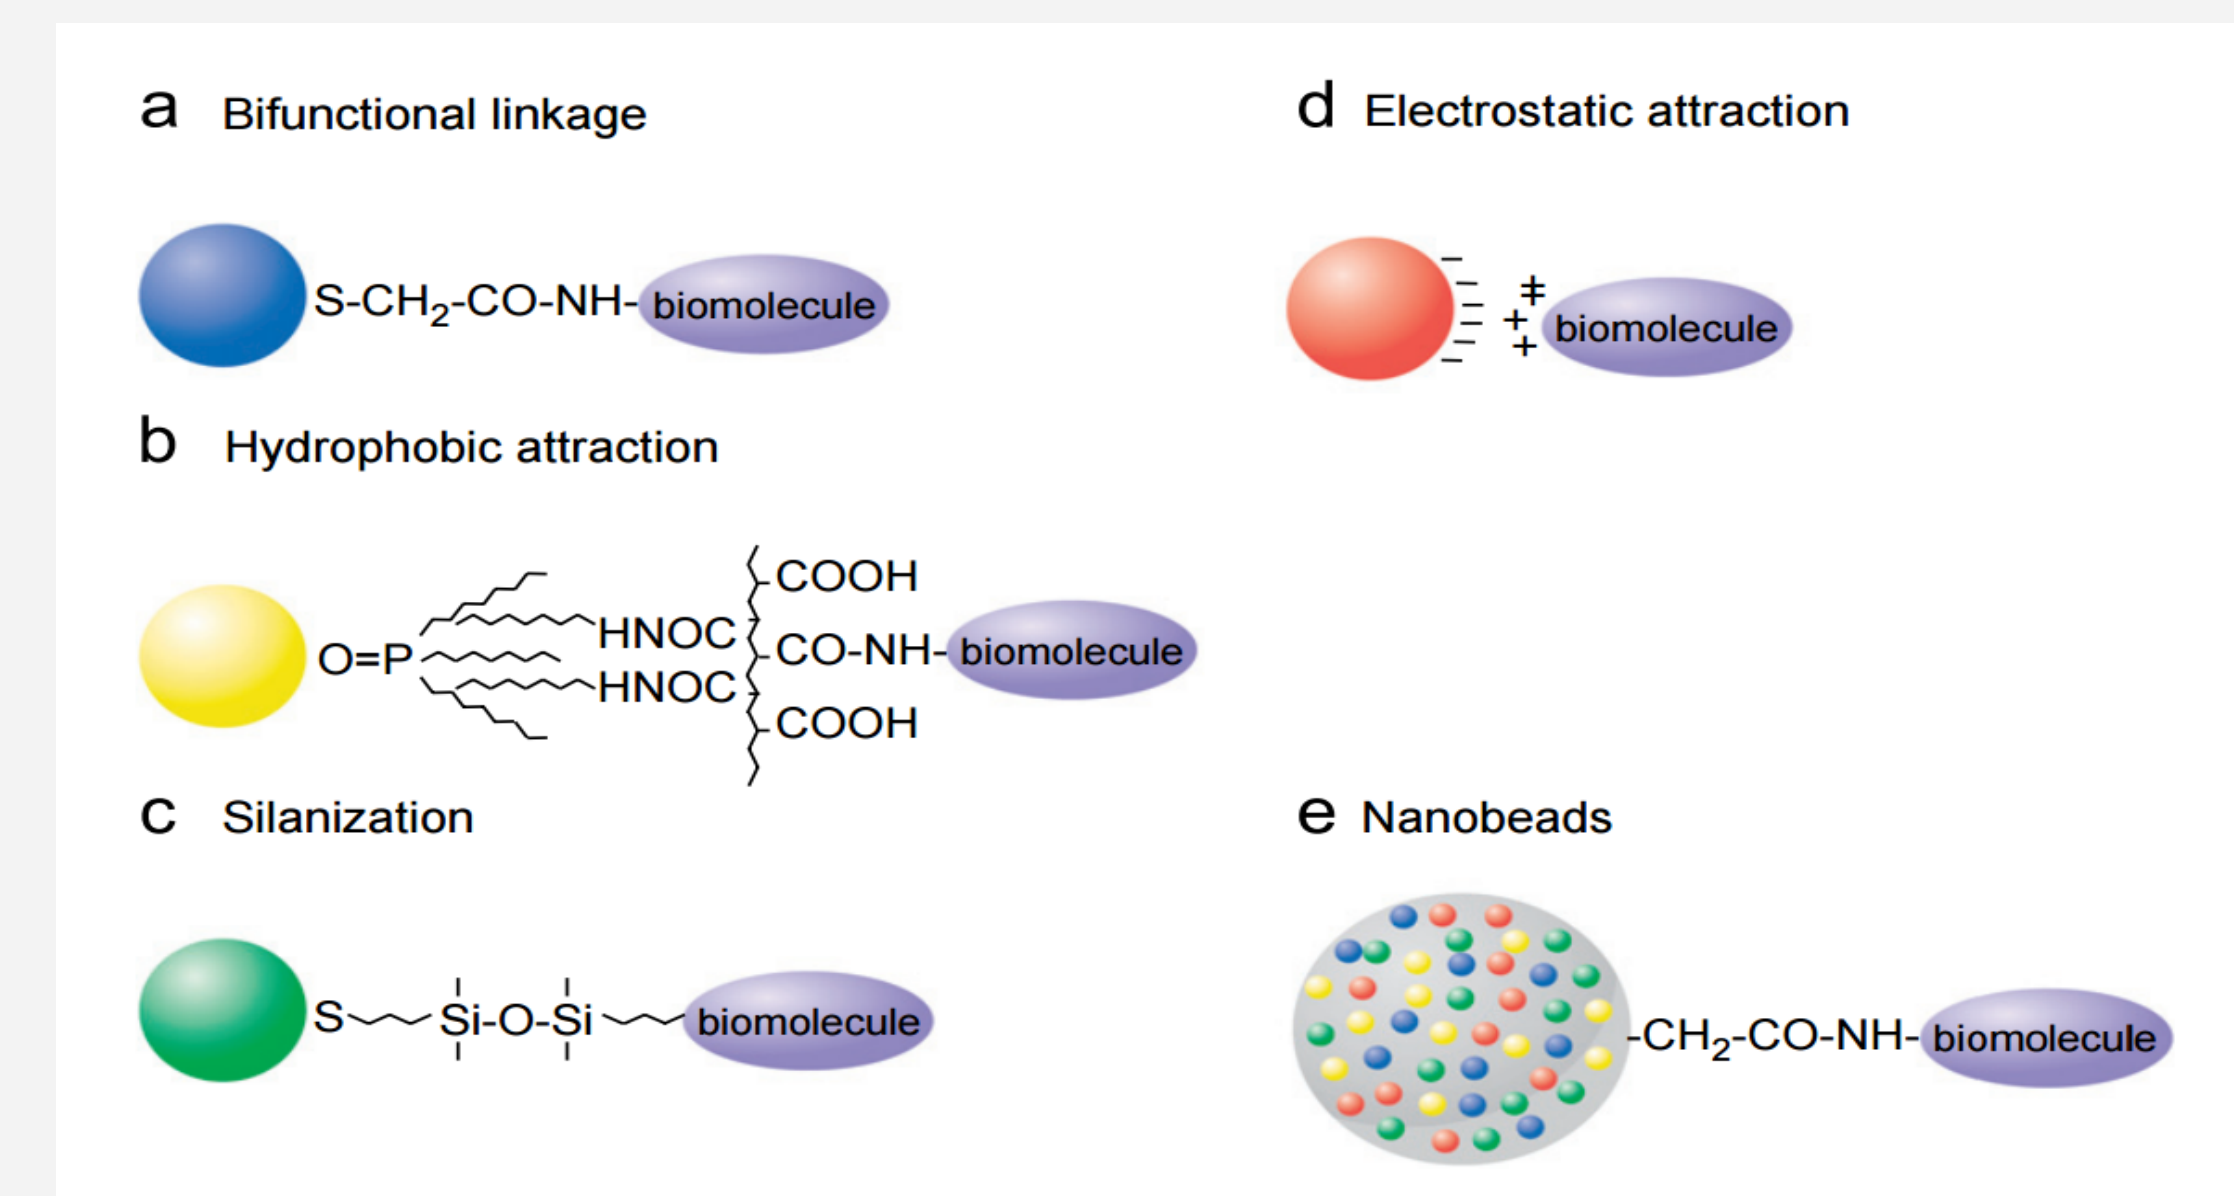 a Bifunctional linkage
S-CH₂-CO-NH-biomolecule
b Hydrophobic attraction
COOH
HNOC
O=P
CO-NH-biomolecule
HNOC
COOH
c Silanization
S Si-O-Si biomolecule
d Electrostatic attraction
− − − − − −
+ + +
biomolecule
e Nanobeads
-CH₂-CO-NH-biomolecule